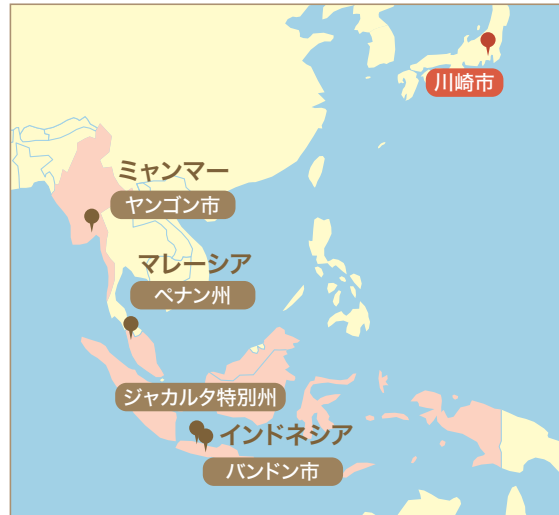 川崎市
ミャンマー
ヤンゴン市
マレーシア
ペナン州
ジャカルタ特別州
インドネシア
バンドン市